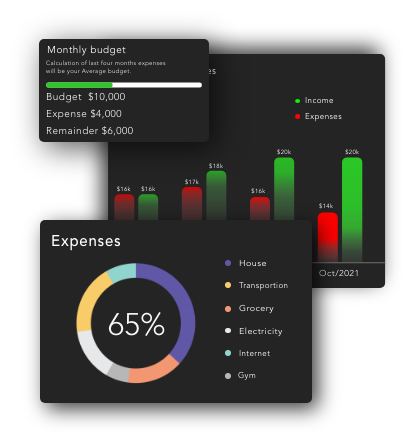 Monthly budget
Calculation of last four months expenses
will be your Average budget.
Budget $10,000
Expense $4,000
Remainder $6,000
Income
Expenses
$16k $16k $17k $18k $16k $20k $14k $20k
Oct/2021
Expenses
65%
House
Transportion
Grocery
Electricity
Internet
Gym